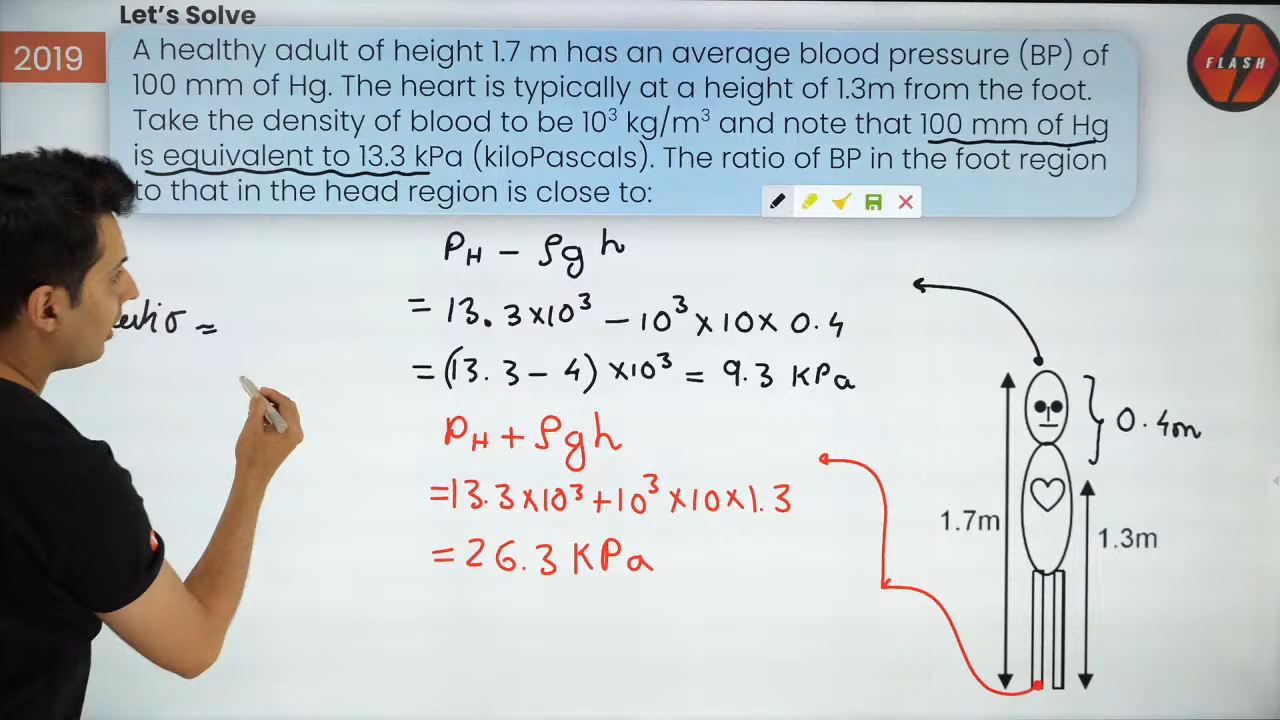 Let's Solve
2019
A healthy adult of height 1.7 m has an average blood pressure (BP) of
100 mm of Hg. The heart is typically at a height of 1.3m from the foot.
Take the density of blood to be 10³ kg/m³ and note that 100 mm of Hg
is equivalent to 13.3 kPa (kiloPascals). The ratio of BP in the foot region
to that in the head region is close to:
FLASH
P_H - ρgh
= 13.3×10³ - 10³×10×0.4
= (13.3-4)×10³ = 9.3 KPa
P_H + ρgh
=13.3×10³+10³×10×1.3
= 26.3 KPa
=
0.4m
1.7m
1.3m